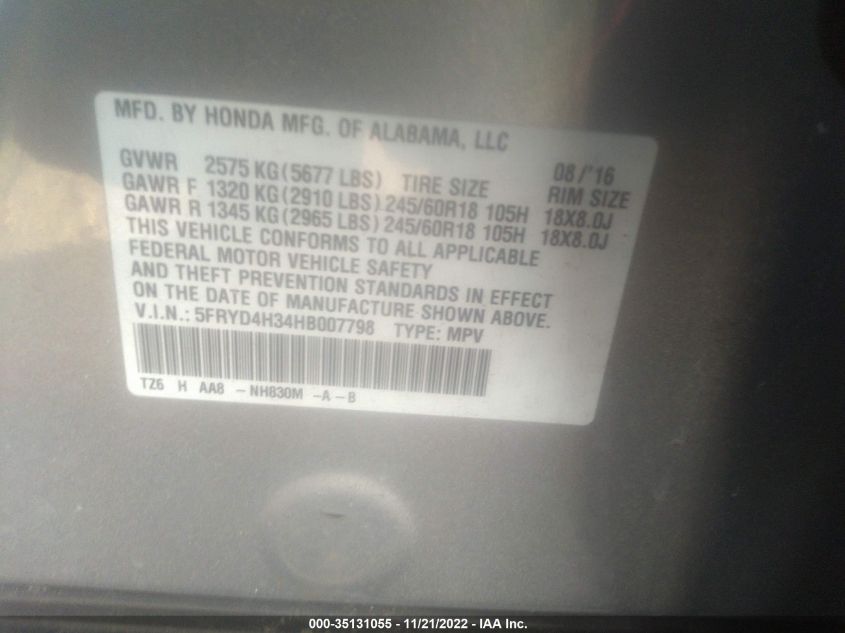 MFD. BY HONDA MFG. OF ALABAMA, LLC
08/'16
GVWR 2575 KG(5677 LBS) TIRE SIZE RIM SIZE
GAWR F 1320 KG(2910 LBS) 245/60R18 105H 18X8.0J
GAWR R 1345 KG(2965 LBS) 245/60R18 105H 18X8.0J
THIS VEHICLE CONFORMS TO ALL APPLICABLE
FEDERAL MOTOR VEHICLE SAFETY
AND THEFT PREVENTION STANDARDS IN EFFECT
ON THE DATE OF MANUFACTURE SHOWN ABOVE.
V.I.N.: 5FRYD4H34HB007798 TYPE: MPV
TZ6 H AA8 -NH830M -A-B
000-35131055 - 11/21/2022 - IAA Inc.